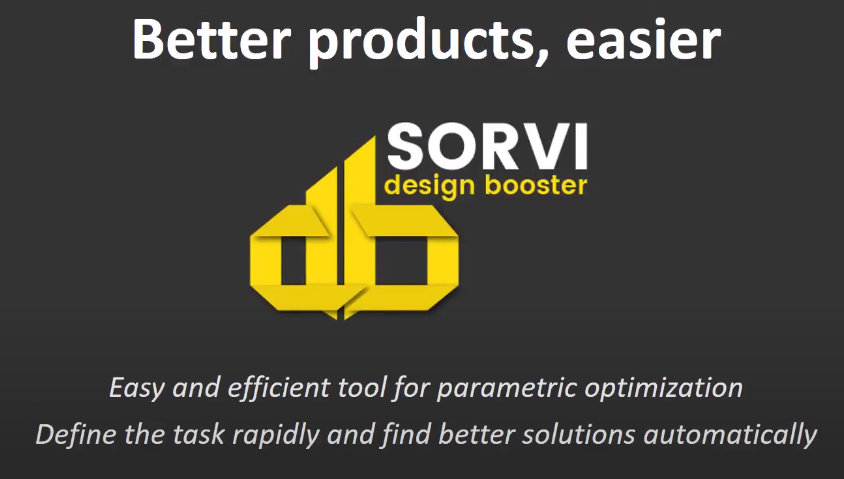 Better products, easier
SORVI
design booster
Easy and efficient tool for parametric optimization
Define the task rapidly and find better solutions automatically